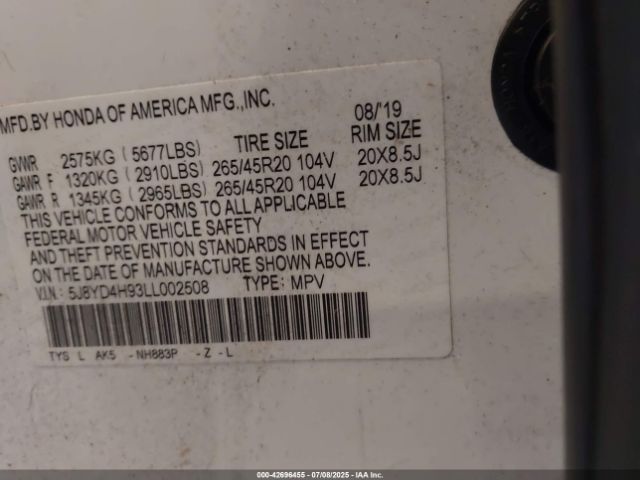 MFD.BY HONDA OF AMERICA MFG.,INC.
08/'19
TIRE SIZE RIM SIZE
GVWR 2575KG ( 5677LBS)
GAWR F 1320KG ( 2910LBS) 265/45R20 104V 20X8.5J
GAWR R 1345KG ( 2965LBS) 265/45R20 104V 20X8.5J
THIS VEHICLE CONFORMS TO ALL APPLICABLE
FEDERAL MOTOR VEHICLE SAFETY
AND THEFT PREVENTION STANDARDS IN EFFECT
ON THE DATE OF MANUFACTURE SHOWN ABOVE.
V.I.N.: 5J8YD4H93LL002508 TYPE: MPV
TYS L AK5 -NH883P -Z-L
000-42696455 - 07/08/2025 - IAA Inc.